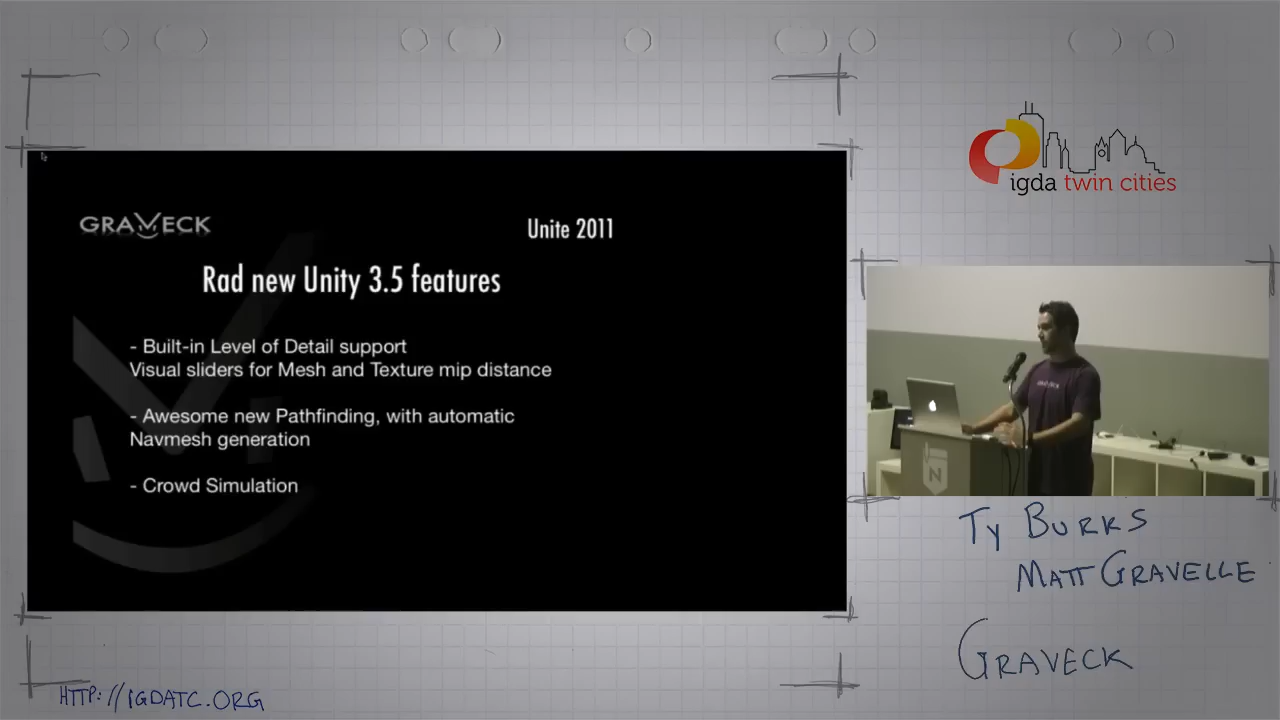 GRAVECK
Unite 2011
Rad new Unity 3.5 features
- Built-in Level of Detail support
Visual sliders for Mesh and Texture mip distance
- Awesome new Pathfinding, with automatic
Navmesh generation
- Crowd Simulation
igda twin cities
GRAVECK
N
Ty Burks
Matt Gravelle
Graveck
HTTP://IGDATC.ORG